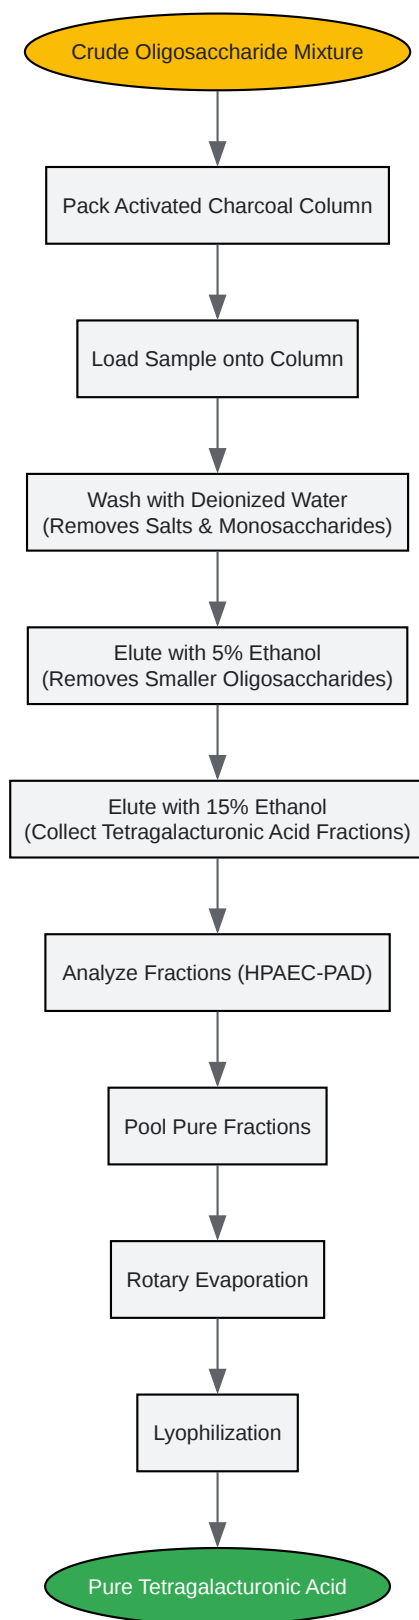 Crude Oligosaccharide Mixture
Pack Activated Charcoal Column
Load Sample onto Column
Wash with Deionized Water
(Removes Salts & Monosaccharides)
Elute with 5% Ethanol
(Removes Smaller Oligosaccharides)
Elute with 15% Ethanol
(Collect Tetragalacturonic Acid Fractions)
Analyze Fractions (HPAEC-PAD)
Pool Pure Fractions
Rotary Evaporation
Lyophilization
Pure Tetragalacturonic Acid